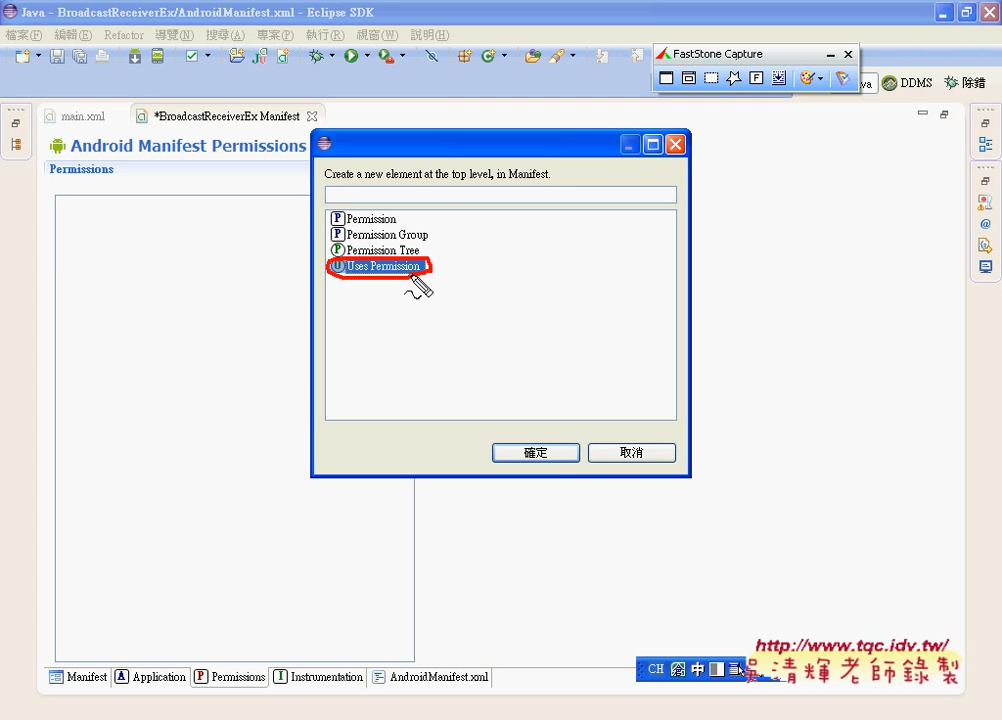 Java - BroadcastReceiverEx/AndroidManifest.xml - Eclipse SDK
檔案(F) 編輯(E) Refactor 導覽(N) 搜尋(A) 專案(P) 執行(R) 視窗(W) 說明(H)
FastStone Capture
DDMS 除錯
main.xml *BroadcastReceiverEx Manifest
Android Manifest Permissions
Permissions
Create a new element at the top level, in Manifest.
P Permission
P Permission Group
P Permission Tree
U Uses Permission
確定 取消
http://www.tqc.idv.tw/
吳清輝老師錄製
CH 中
Manifest A Application P Permissions I Instrumentation AndroidManifest.xml